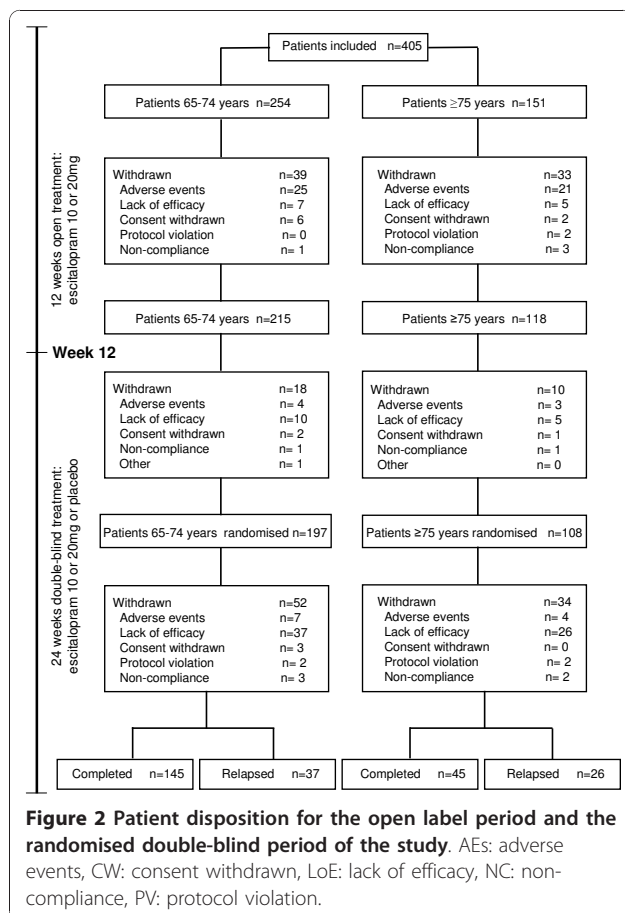 Patients included n=405
Patients 65-74 years n=254
Patients ≥75 years n=151
12 weeks open treatment:
escitalopram 10 or 20mg
Withdrawn n=39
Adverse events n=25
Lack of efficacy n= 7
Consent withdrawn n= 6
Protocol violation n= 0
Non-compliance n= 1
Withdrawn n=33
Adverse events n=21
Lack of efficacy n= 5
Consent withdrawn n= 2
Protocol violation n= 2
Non-compliance n= 3
Patients 65-74 years n=215
Patients ≥75 years n=118
Week 12
24 weeks double-blind treatment:
escitalopram 10 or 20mg or placebo
Withdrawn n=18
Adverse events n= 4
Lack of efficacy n=10
Consent withdrawn n= 2
Non-compliance n= 1
Other n= 1
Withdrawn n=10
Adverse events n= 3
Lack of efficacy n= 5
Consent withdrawn n= 1
Non-compliance n= 1
Other n= 0
Patients 65-74 years randomised n=197
Patients ≥75 years randomised n=108
Withdrawn n=52
Adverse events n=7
Lack of efficacy n=37
Consent withdrawn n= 3
Protocol violation n= 2
Non-compliance n= 3
Withdrawn n=34
Adverse events n= 4
Lack of efficacy n=26
Consent withdrawn n= 0
Protocol violation n= 2
Non-compliance n= 2
Completed n=145
Relapsed n=37
Completed n=45
Relapsed n=26
Figure 2 Patient disposition for the open label period and the
randomised double-blind period of the study. AEs: adverse
events, CW: consent withdrawn, LoE: lack of efficacy, NC: non-
compliance, PV: protocol violation.